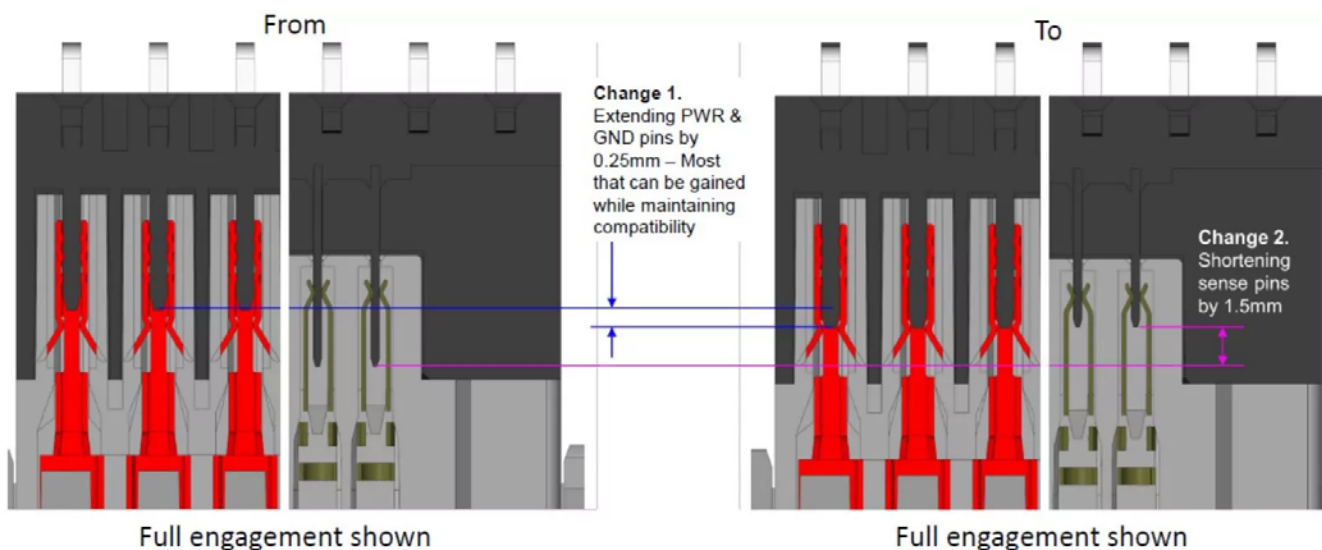 From
To
Change 1.
Extending PWR &
GND pins by
0.25mm – Most
that can be gained
while maintaining
compatibility
Change 2.
Shortening
sense pins
by 1.5mm
Full engagement shown
Full engagement shown